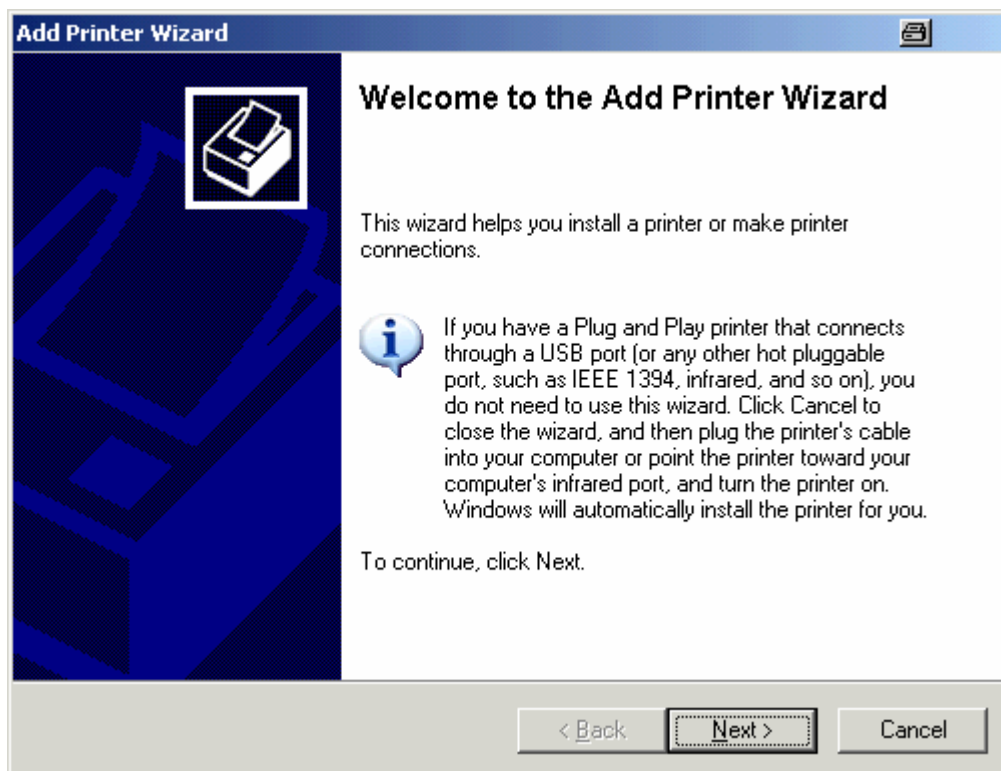 Add Printer Wizard
Welcome to the Add Printer Wizard
This wizard helps you install a printer or make printer
connections.
If you have a Plug and Play printer that connects
through a USB port (or any other hot pluggable
port, such as IEEE 1394, infrared, and so on), you
do not need to use this wizard. Click Cancel to
close the wizard, and then plug the printer's cable
into your computer or point the printer toward your
computer's infrared port, and turn the printer on.
Windows will automatically install the printer for you.
To continue, click Next.
< Back
Next >
Cancel